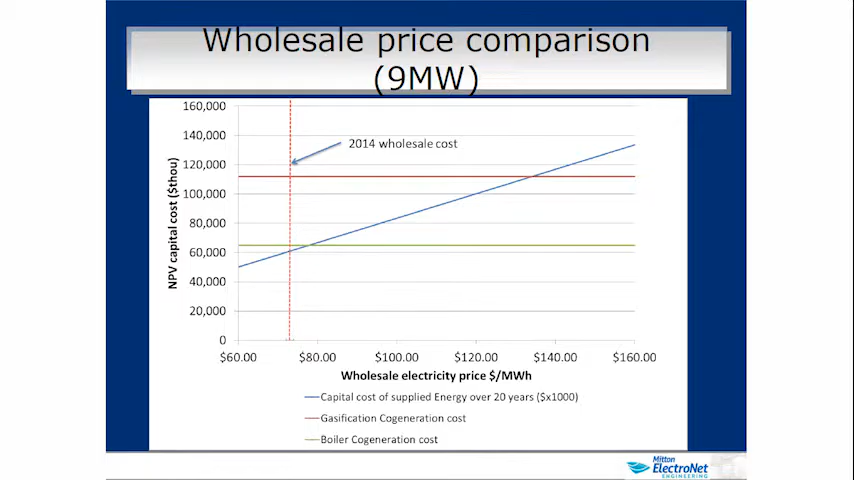 Wholesale price comparison
(9MW)
160,000
140,000
120,000
100,000
80,000
60,000
40,000
20,000
0
NPV capital cost ($thou)
2014 wholesale cost
$60.00 $80.00 $100.00 $120.00 $140.00 $160.00
Wholesale electricity price $/MWh
Capital cost of supplied Energy over 20 years ($x1000)
Gasification Cogeneration cost
Boiler Cogeneration cost
Mitton
ElectroNet
ENGINEERING